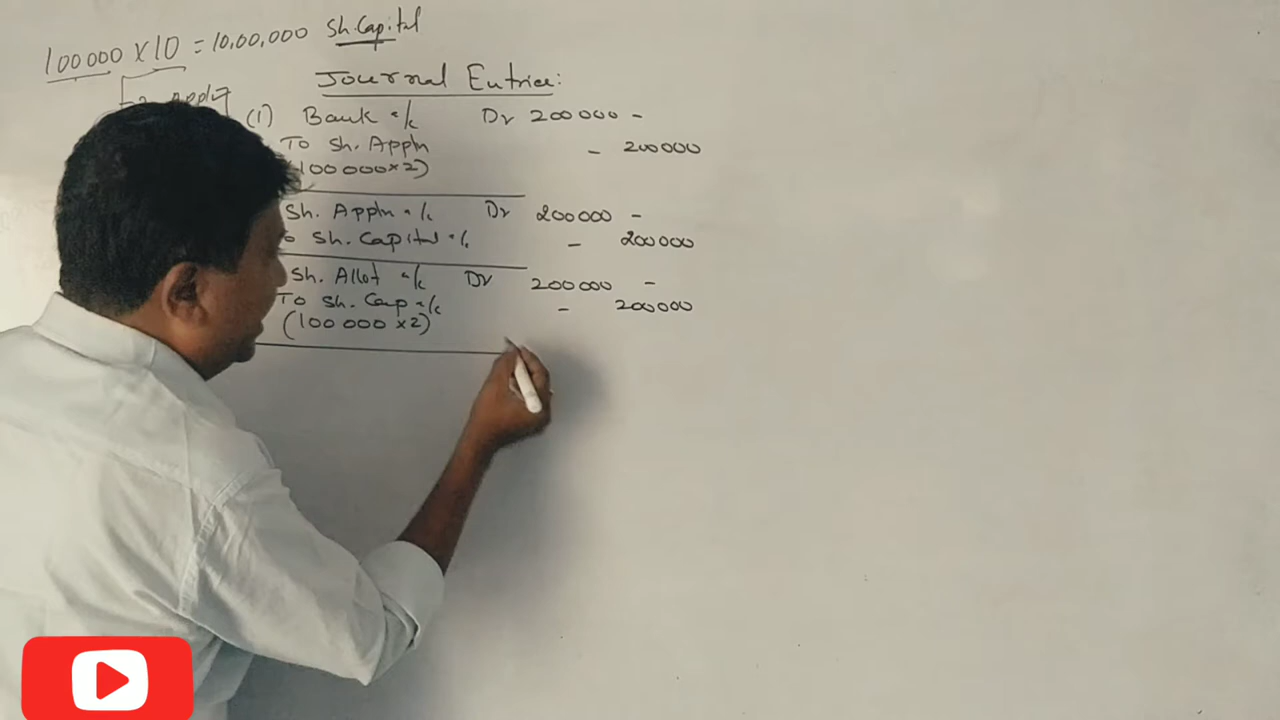 100000 X 10 = 10,00,000 Sh. Capital
Journal Entries:
Appln
(1) Bank a/c Dr 200000 -
To Sh. Appln - 200000
100000×2)
Sh. Appln a/c Dr 200000 -
Sh. Capital a/c - 200000
Sh. Allot a/c Dr 200000 -
To Sh. Cap a/c - 200000
(100000 ×2)